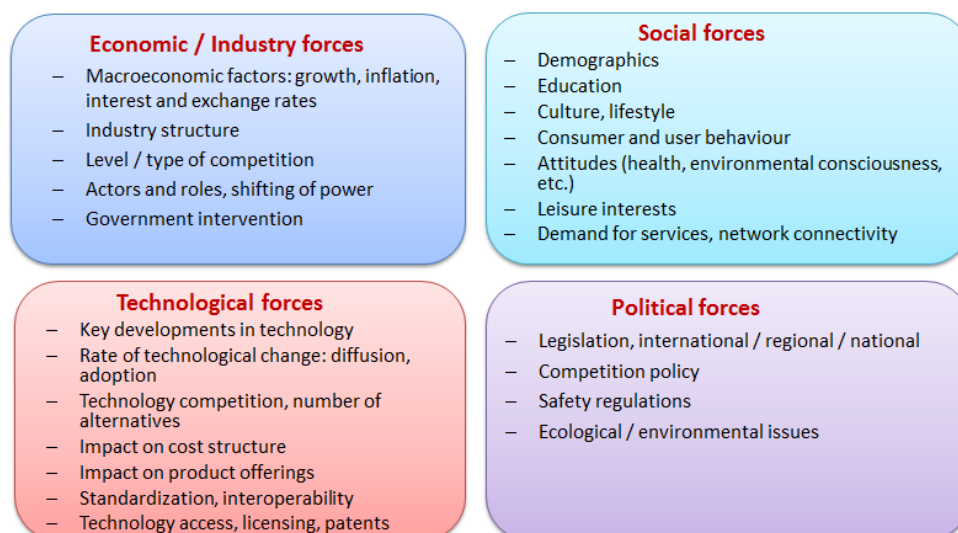 Economic / Industry forces
– Macroeconomic factors: growth, inflation,
interest and exchange rates
– Industry structure
– Level / type of competition
– Actors and roles, shifting of power
– Government intervention
Social forces
– Demographics
– Education
– Culture, lifestyle
– Consumer and user behaviour
– Attitudes (health, environmental consciousness,
etc.)
– Leisure interests
– Demand for services, network connectivity
Technological forces
– Key developments in technology
– Rate of technological change: diffusion,
adoption
– Technology competition, number of
alternatives
– Impact on cost structure
– Impact on product offerings
– Standardization, interoperability
– Technology access, licensing, patents
Political forces
– Legislation, international / regional / national
– Competition policy
– Safety regulations
– Ecological / environmental issues